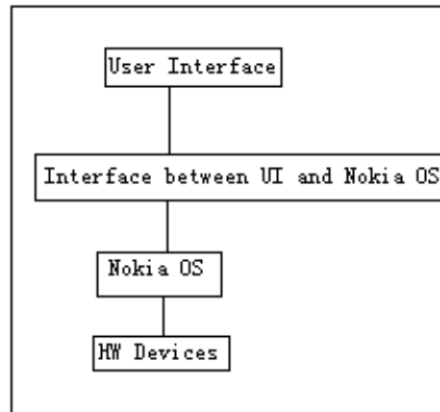 User Interface
Interface between UI and Nokia OS
Nokia OS
HW Devices